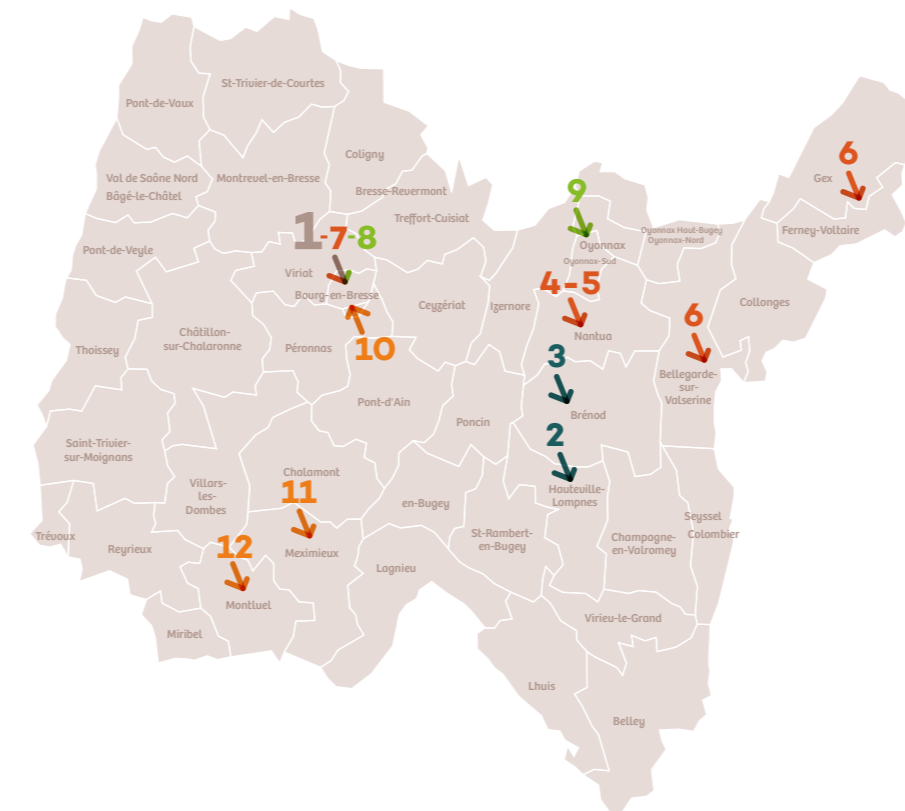 St-Trivier-de-Courtes
Pont-de-Vaux
Coligny
6
Gex
Val de Saône Nord
Bâgé-le-Châtel
Montrevel-en-Bresse
Bresse-Revermont
9
Treffort-Cuisiat
Ferney-Voltaire
Oyonnax Haut-Bugey
Oyonnax-Nord
1-7-8
Oyonnax
Pont-de-Veyle
Oyonnax-Sud
Viriat
4-5
Bourg-en-Bresse
Ceyzériat
Izernore
Collonges
6
Châtillon-
sur-Chalaronne
Nantua
Thoissey
Péronnas
10
3
Bellegarde-
sur-
Valserine
Pont-d'Ain
Brénod
Poncin
2
Saint-Trivier-
sur-Moignans
Chalamont
Villars-
les-
Dombes
11
Hauteville-
Lompnes
en-Bugey
Seyssel
Colombier
Trévoux
St-Rambert-
en-Bugey
Champagne-
en-Valromey
Reyrieux
12
Meximieux
Lagnieu
Montluel
Virieu-le-Grand
Miribel
Lhuis
Belley